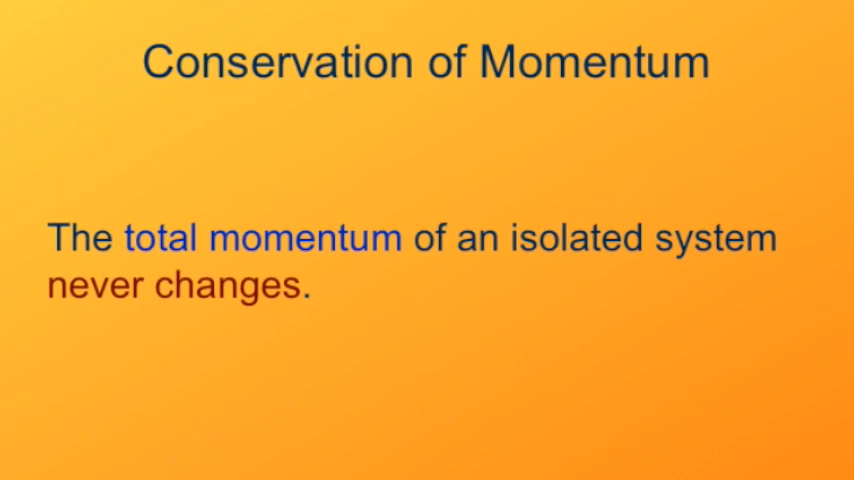 Conservation of Momentum
The total momentum of an isolated system
never changes.